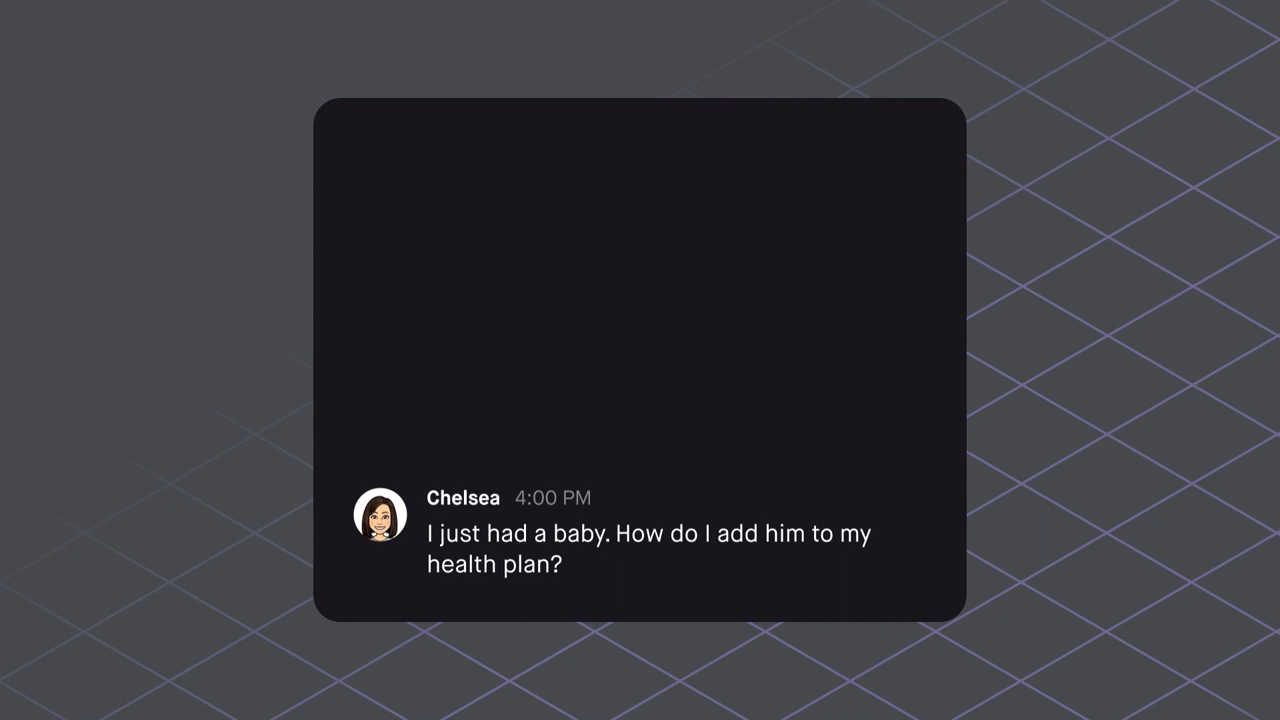 Chelsea 4:00 PM
I just had a baby. How do I add him to my
health plan?